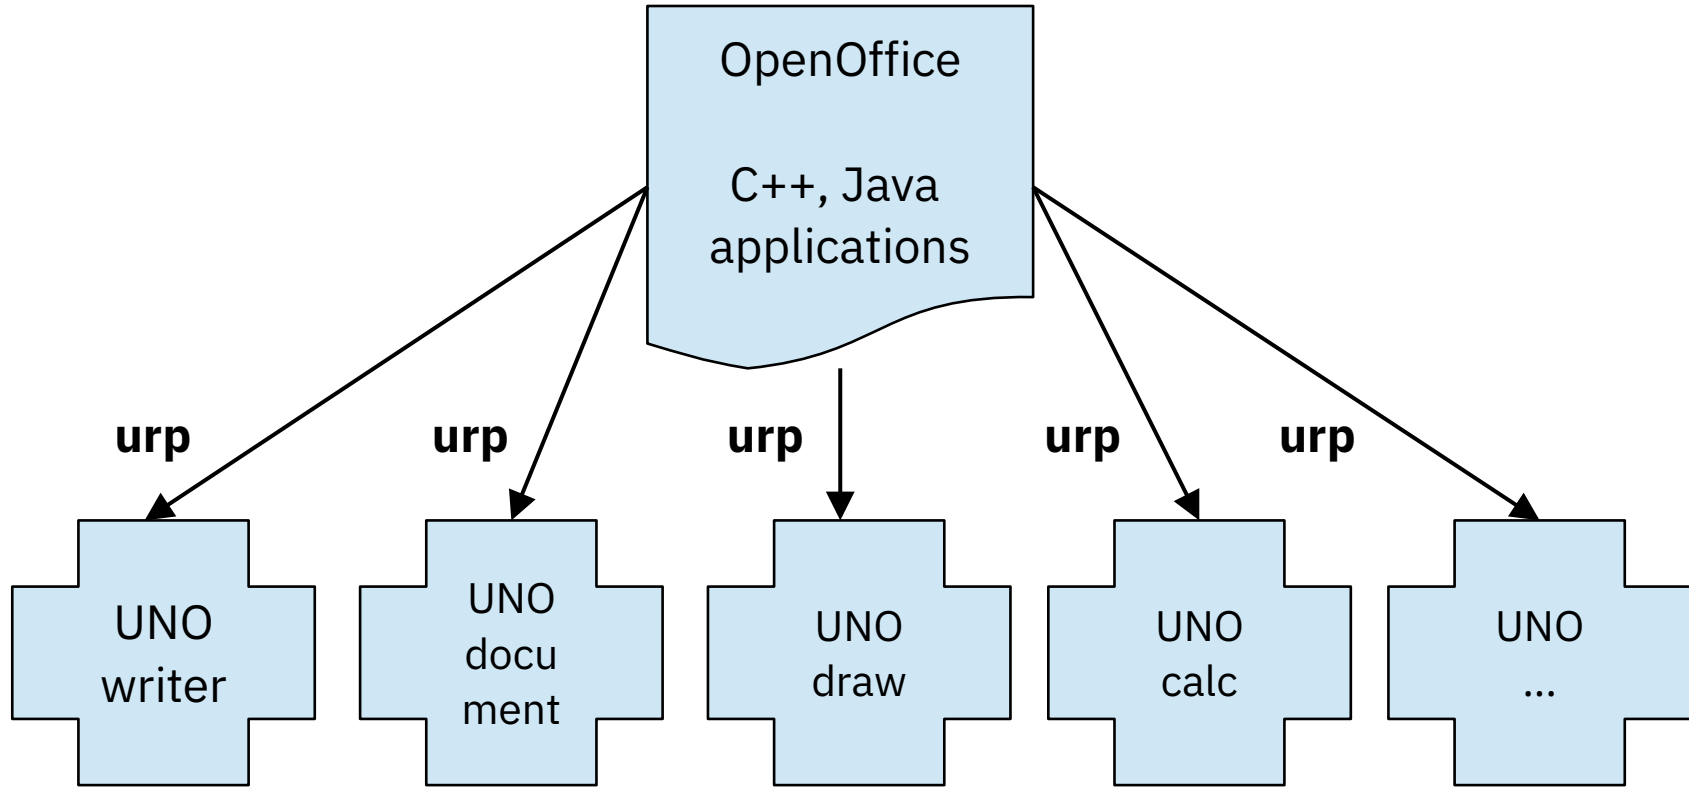 OpenOffice
C++, Java
applications
urp
urp
urp
urp
urp
UNO
writer
UNO
docu
ment
UNO
draw
UNO
calc
UNO
...